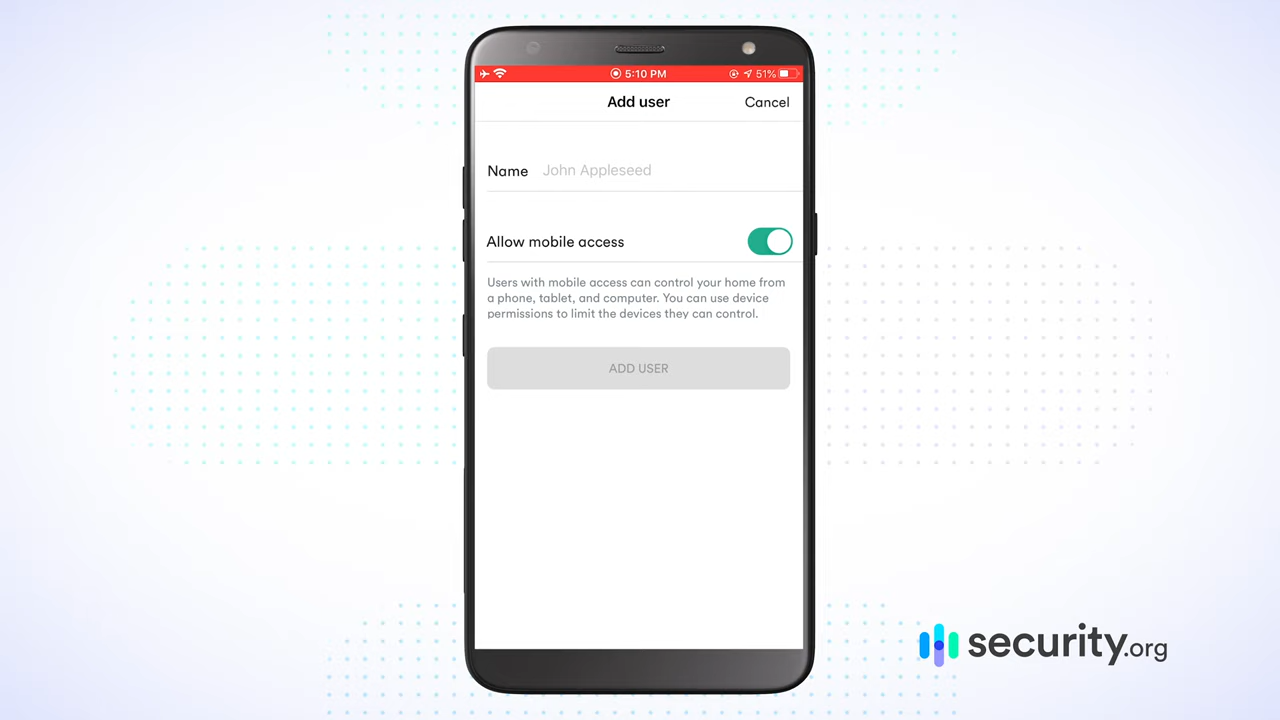 5:10 PM
51%
Add user
Cancel
Name John Appleseed
Allow mobile access
Users with mobile access can control your home from
a phone, tablet, and computer. You can use device
permissions to limit the devices they can control.
ADD USER
security.org